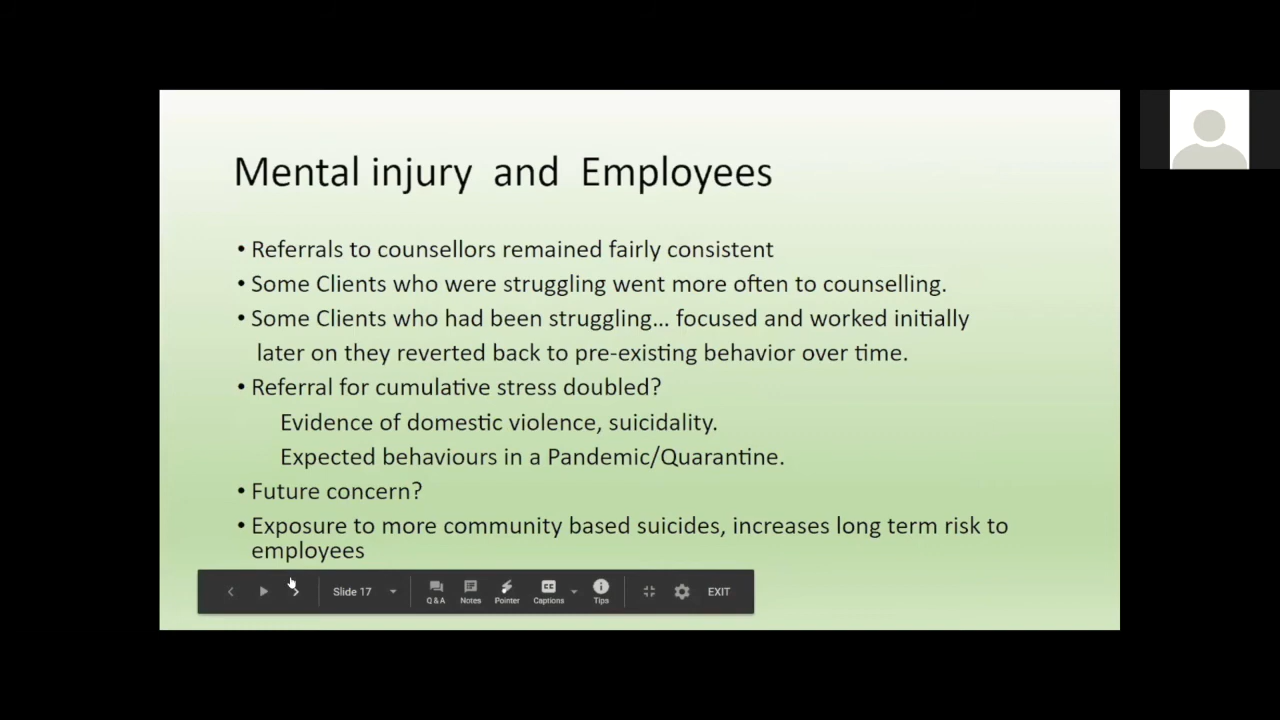 Mental injury and Employees
• Referrals to counsellors remained fairly consistent
• Some Clients who were struggling went more often to counselling.
• Some Clients who had been struggling... focused and worked initially
later on they reverted back to pre-existing behavior over time.
• Referral for cumulative stress doubled?
Evidence of domestic violence, suicidality.
Expected behaviours in a Pandemic/Quarantine.
• Future concern?
• Exposure to more community based suicides, increases long term risk to
employees
Slide 17 Q & A Notes Pointer CC Captions Tips EXIT